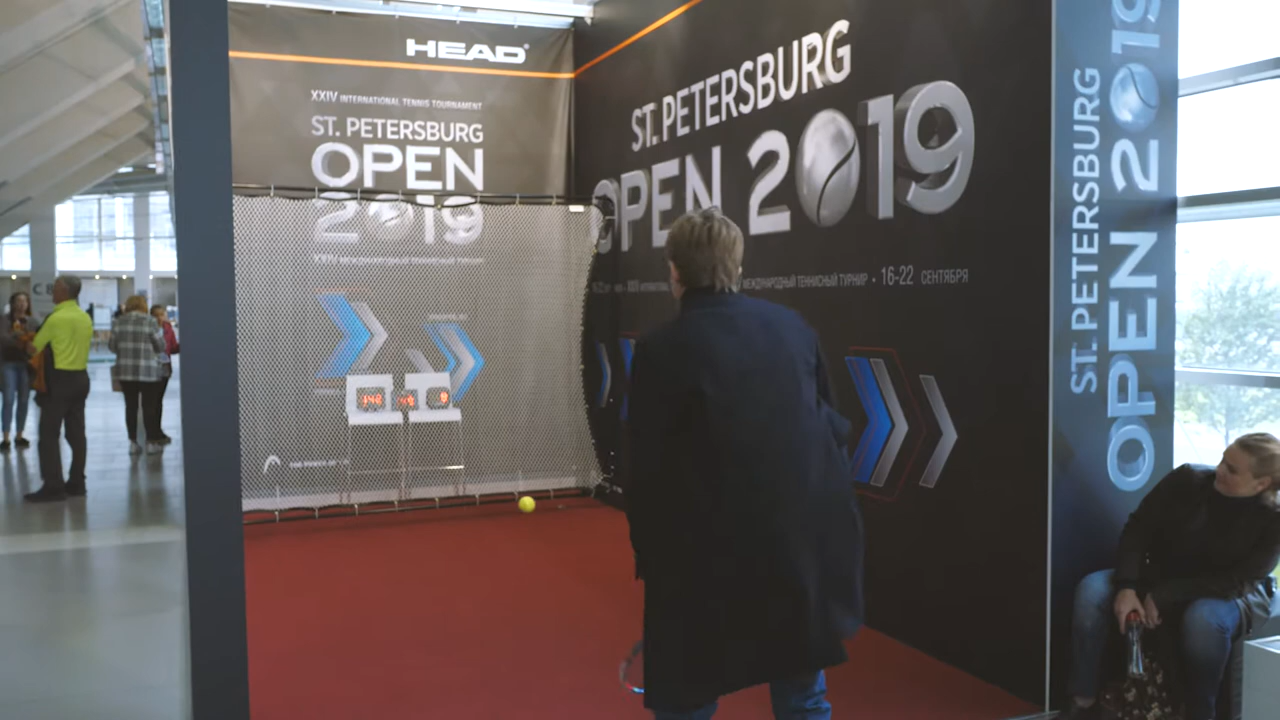 HEAD
XXIV INTERNATIONAL TENNIS TOURNAMENT
ST. PETERSBURG
OPEN
2019
ST. PETERSBURG
OPEN 2019
МЕЖДУНАРОДНЫЙ ТЕННИСНЫЙ ТУРНИР • 16-22 СЕНТЯБРЯ
ST. PETERSBURG
OPEN 2019